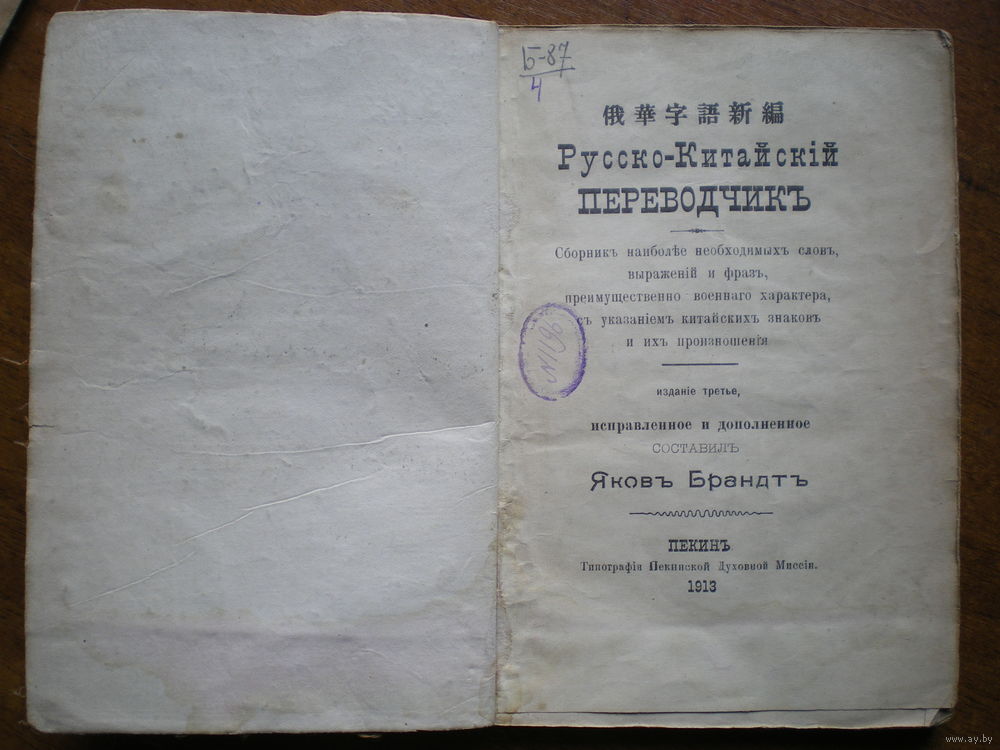 Б-87
4
俄華字語新編
Русско-Китайскій
ПЕРЕВОДЧИКЪ
Сборникъ наиболѣе необходимыхъ словъ,
выраженій и фразъ,
преимущественно военнаго характера,
съ указаніемъ китайскихъ знаковъ
и ихъ произношенія
изданіе третье,
исправленное и дополненное
СОСТАВИЛЪ
Яковъ Брандтъ
ПЕКИНЪ
Типографія Пекинской Духовной Миссіи.
1913
www.ay.by